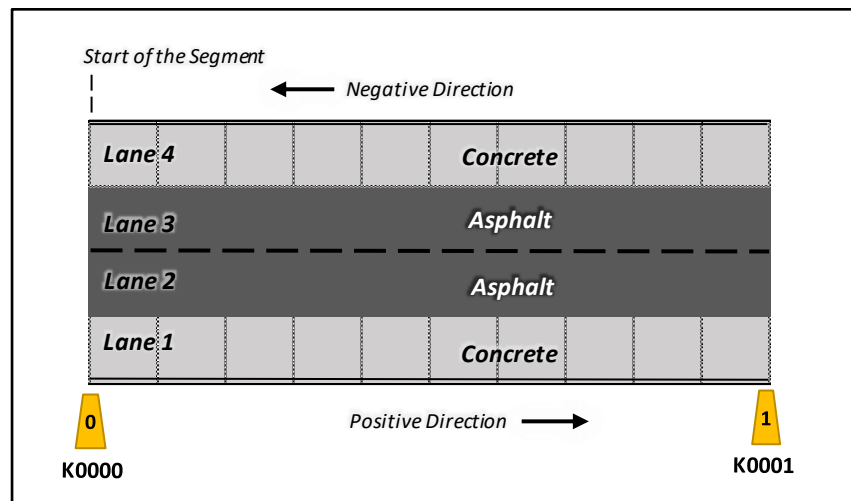 Start of the Segment
Negative Direction
Lane 4 Concrete
Lane 3 Asphalt
Lane 2 Asphalt
Lane 1 Concrete
0 Positive Direction 1
K0000 K0001